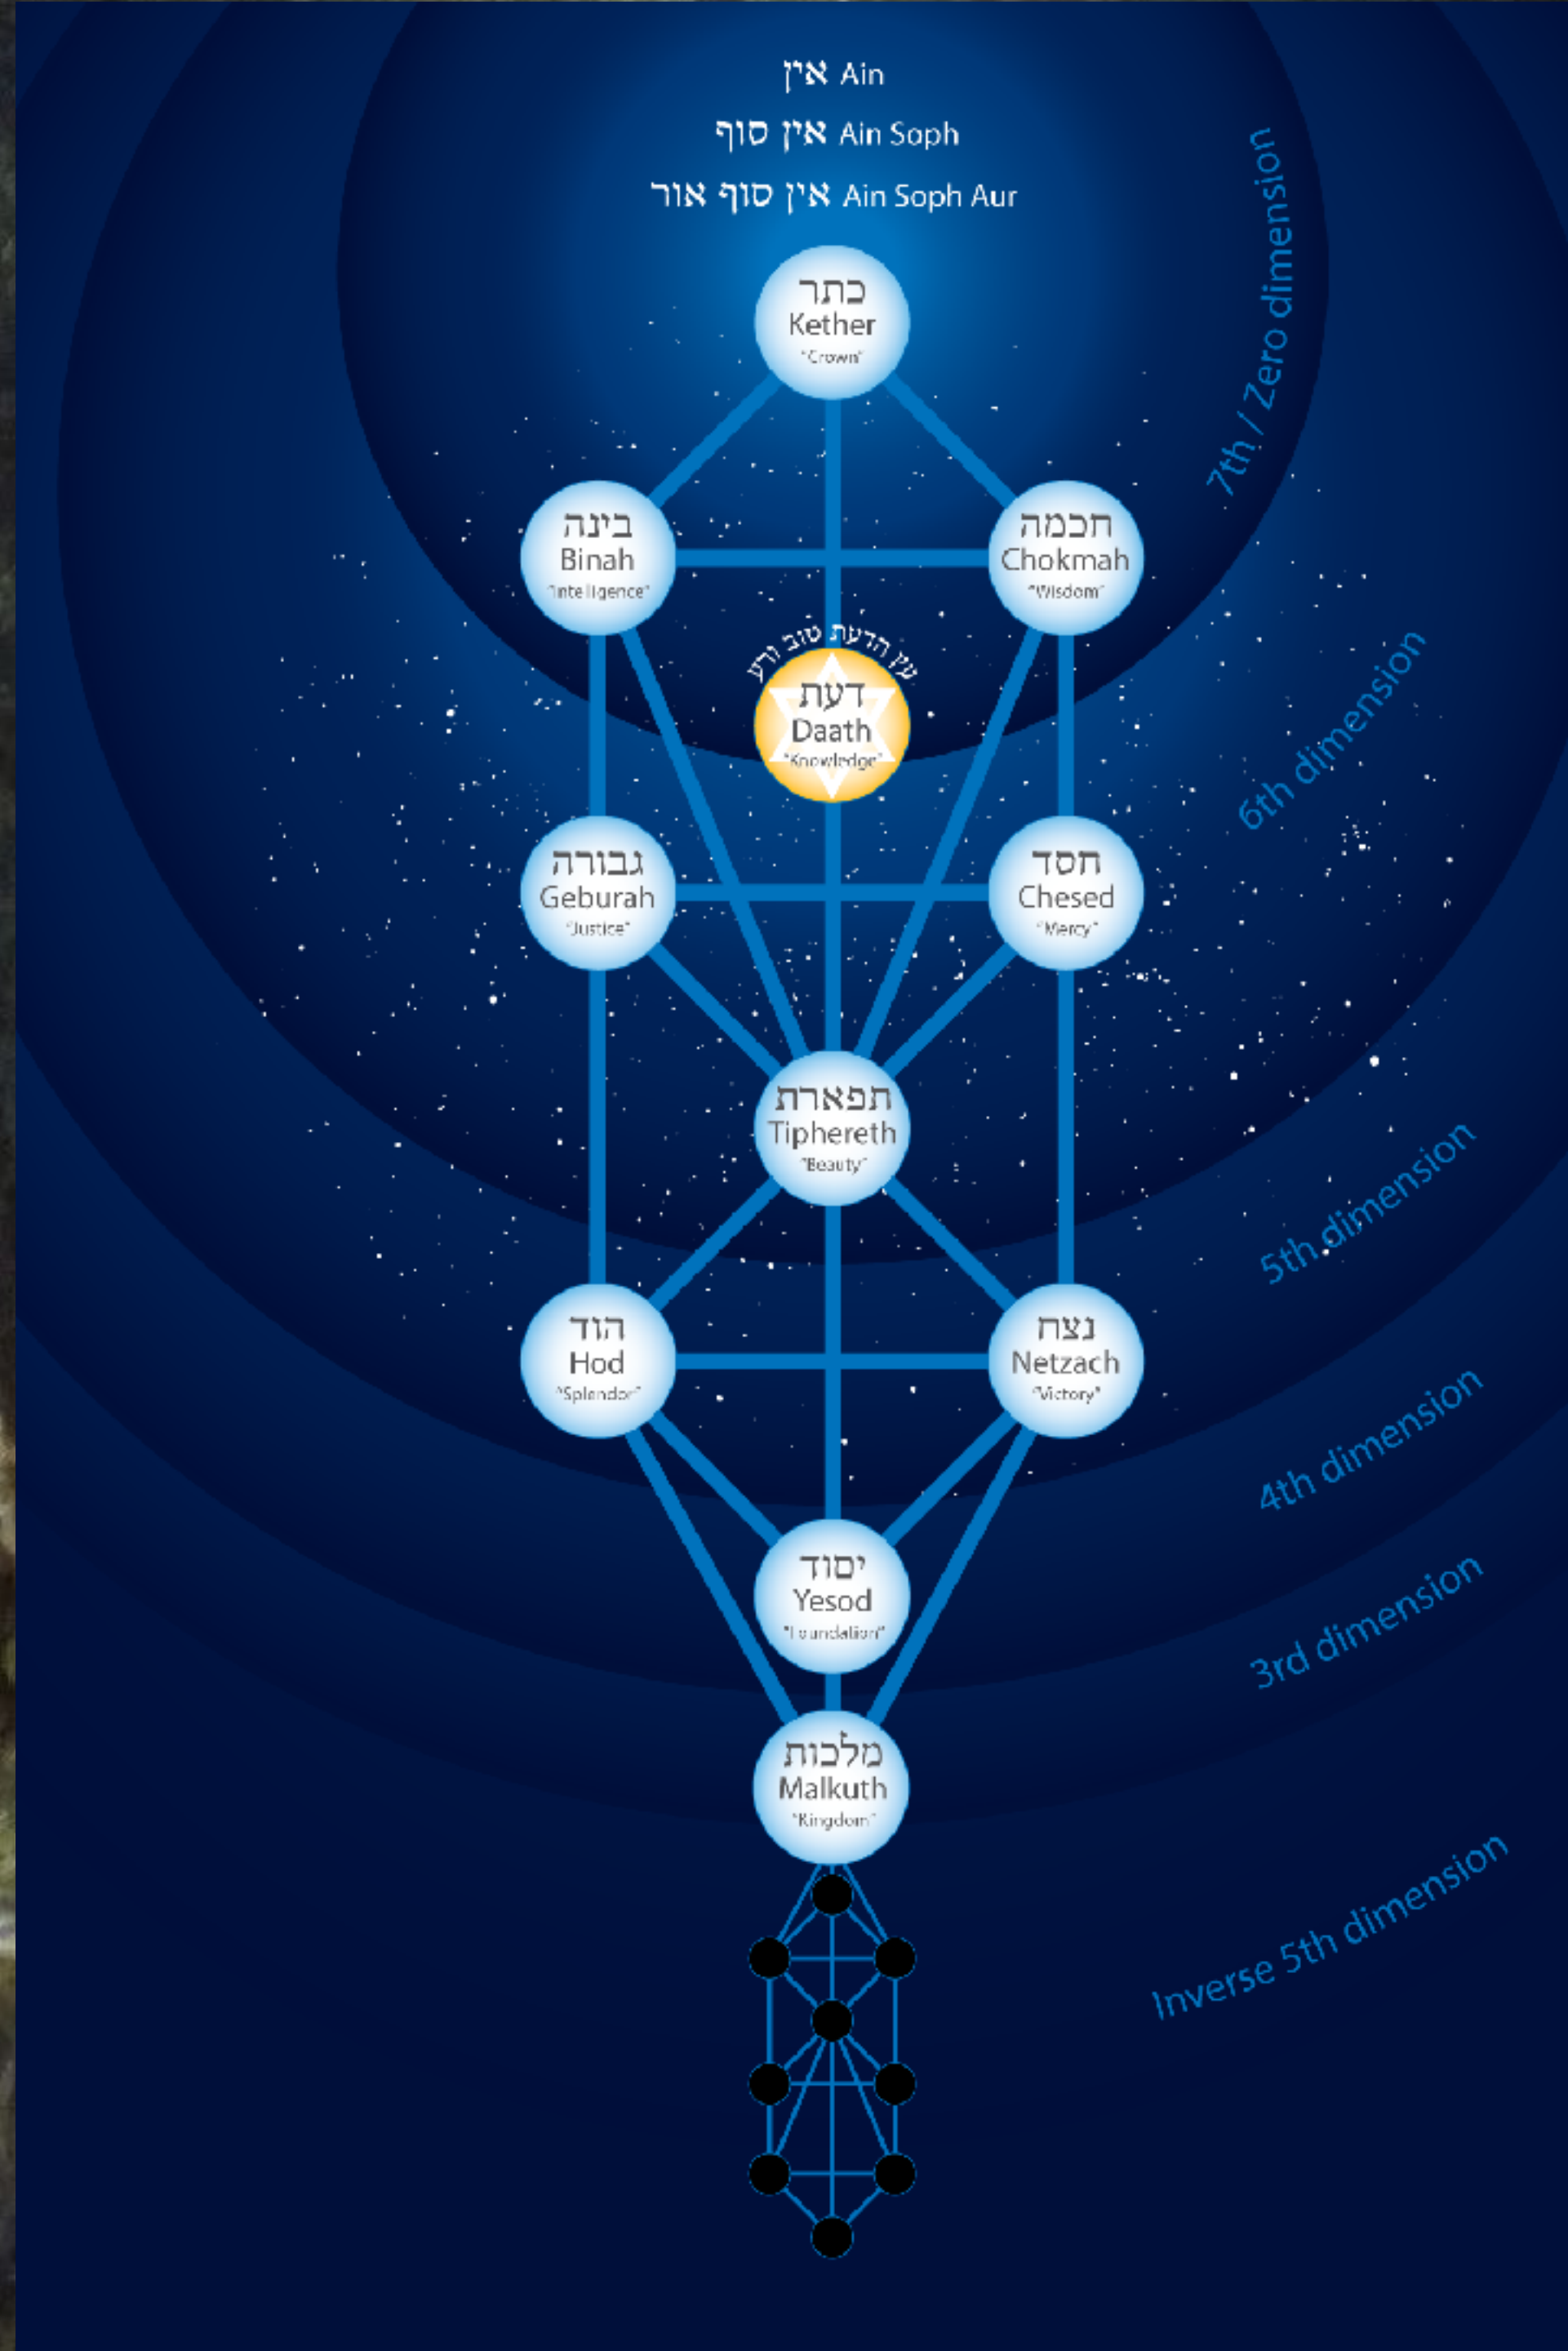 אין Ain
אין סוף Ain Soph
אין סוף אור Ain Soph Aur
7th / Zero dimension
כתר
Kether
"Crown"
בינה
Binah
"Intelligence"
חכמה
Chokmah
"Wisdom"
עץ הדעת טוב ורע
דעת
Daath
"Knowledge"
6th dimension
גבורה
Geburah
"Justice"
חסד
Chesed
"Mercy"
תפארת
Tiphereth
"Beauty"
5th dimension
הוד
Hod
"Splendor"
נצח
Netzach
"Victory"
4th dimension
יסוד
Yesod
"Foundation"
3rd dimension
מלכות
Malkuth
"Kingdom"
Inverse 5th dimension